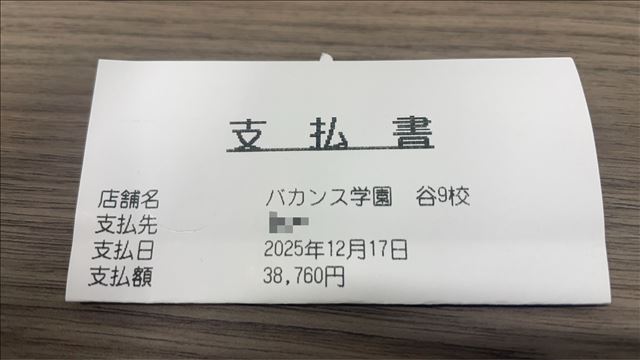 支払書
店舗名 バカンス学園 谷9校
支払先
支払日 2025年12月17日
支払額 38,760円